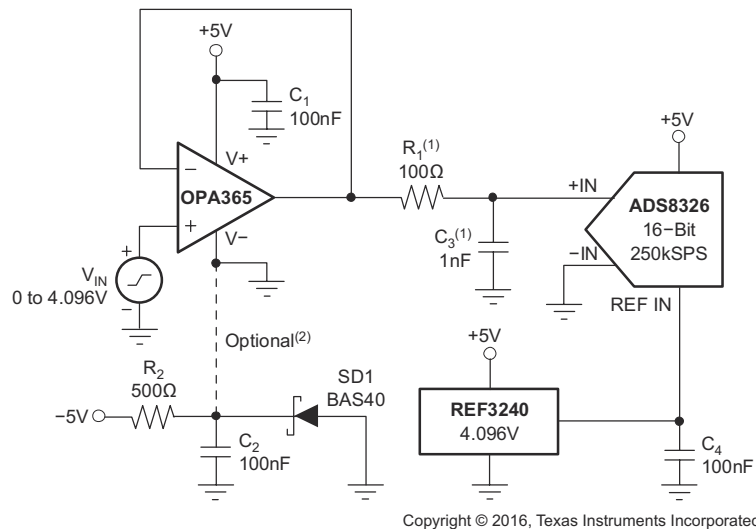 +5V
C1
100nF
V+
−
OPA365
+
V−
+
VIN
0 to 4.096V
−
R1(1)
100Ω
C3(1)
1nF
+5V
+IN
ADS8326
16−Bit
250kSPS
−IN
REF IN
Optional(2)
R2
500Ω
−5V
C2
100nF
SD1
BAS40
+5V
REF3240
4.096V
C4
100nF
Copyright © 2016, Texas Instruments Incorporated